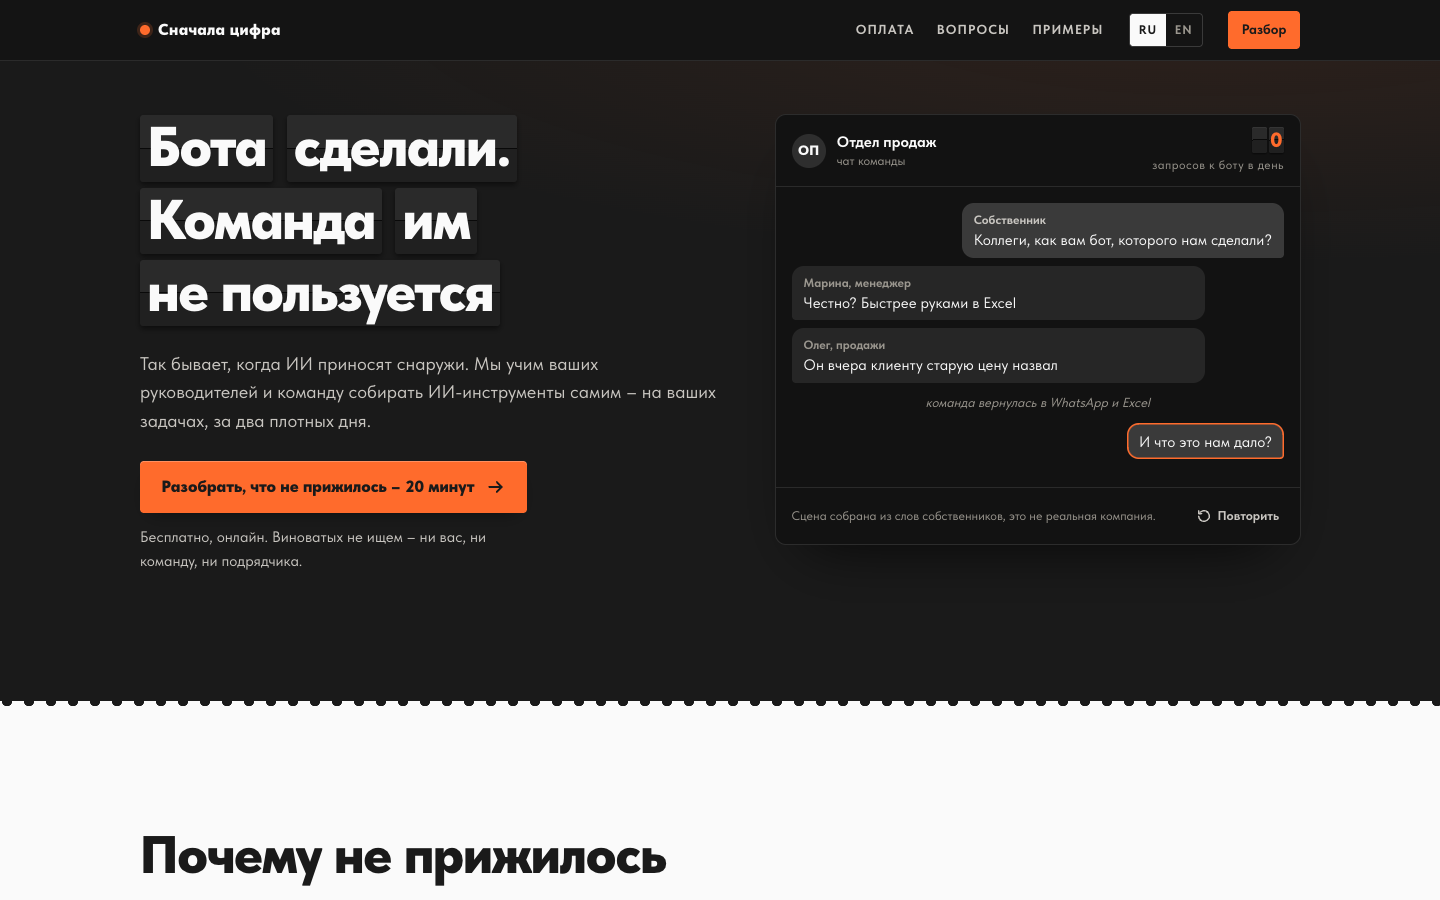 Сначала цифра
ОПЛАТА
ВОПРОСЫ
ПРИМЕРЫ
RU
EN
Разбор
Бота сделали.
Команда им
не пользуется
Так бывает, когда ИИ приносят снаружи. Мы учим ваших
руководителей и команду собирать ИИ-инструменты самим – на ваших
задачах, за два плотных дня.
Разобрать, что не прижилось – 20 минут →
Бесплатно, онлайн. Виноватых не ищем – ни вас, ни
команду, ни подрядчика.
ОП
Отдел продаж
чат команды
0
запросов к боту в день
Собственник
Коллеги, как вам бот, которого нам сделали?
Марина, менеджер
Честно? Быстрее руками в Excel
Олег, продажи
Он вчера клиенту старую цену назвал
команда вернулась в WhatsApp и Excel
И что это нам дало?
Сцена собрана из слов собственников, это не реальная компания.
Повторить
Почему не прижилось